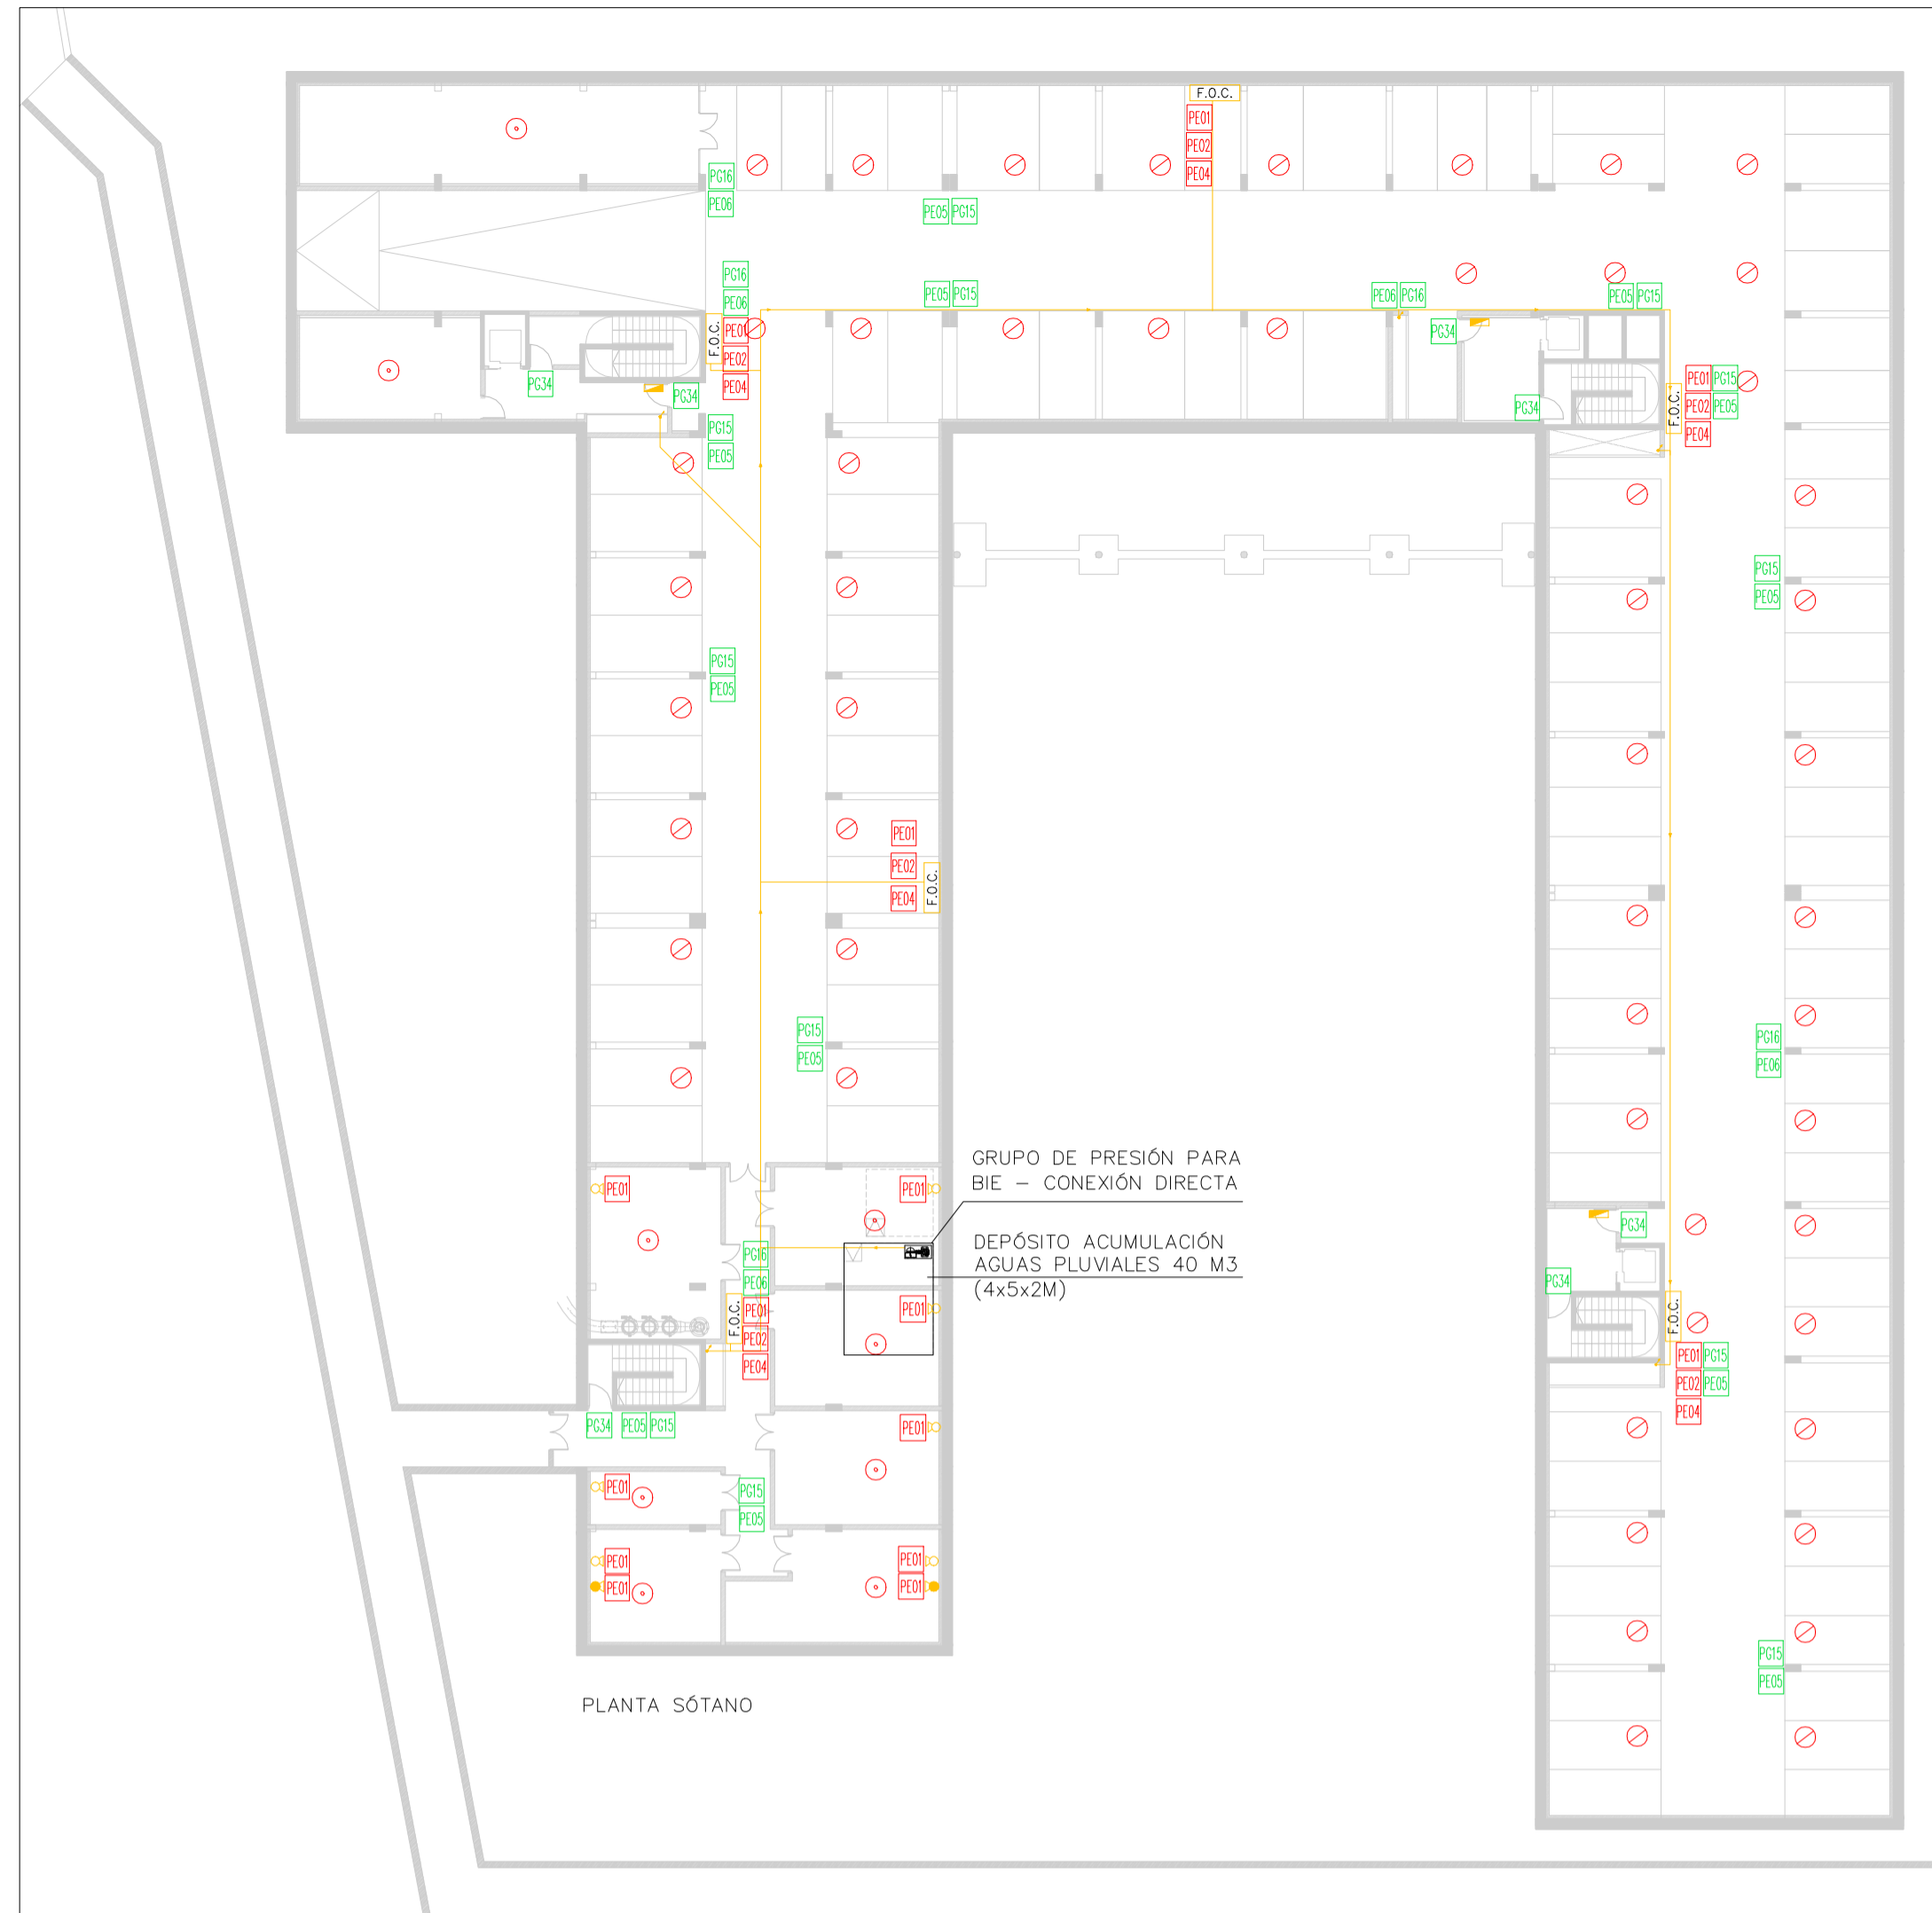 F.O.C.
PE01
PE02
PE04
PG16
PE06
PE05 PG15
PG16
PE06
PE01
PE02
PE04
F.O.C.
PE05 PG15
PE06 PG16
PE05 PG15
PG34
PG34
PG34
PG34
PE01 PG15
PE02 PE05
PE04
F.O.C.
PG15
PE05
PG15
PE05
PG15
PE05
PE01
PE02
PE04
F.O.C.
PG15
PE05
PG16
PE06
GRUPO DE PRESIÓN PARA
BIE – CONEXIÓN DIRECTA
DEPÓSITO ACUMULACIÓN
AGUAS PLUVIALES 40 M3
(4x5x2M)
PE01
PE01
PG34
PG34
PG16
PE06
PE01
PE02
PE04
F.O.C.
PE01
F.O.C.
PE01 PG15
PE02 PE05
PE04
PG34 PE05 PG15
PE01
PE01
PG15
PE05
PE01
PE01
PE01
PE01
PG15
PE05
PLANTA SÓTANO